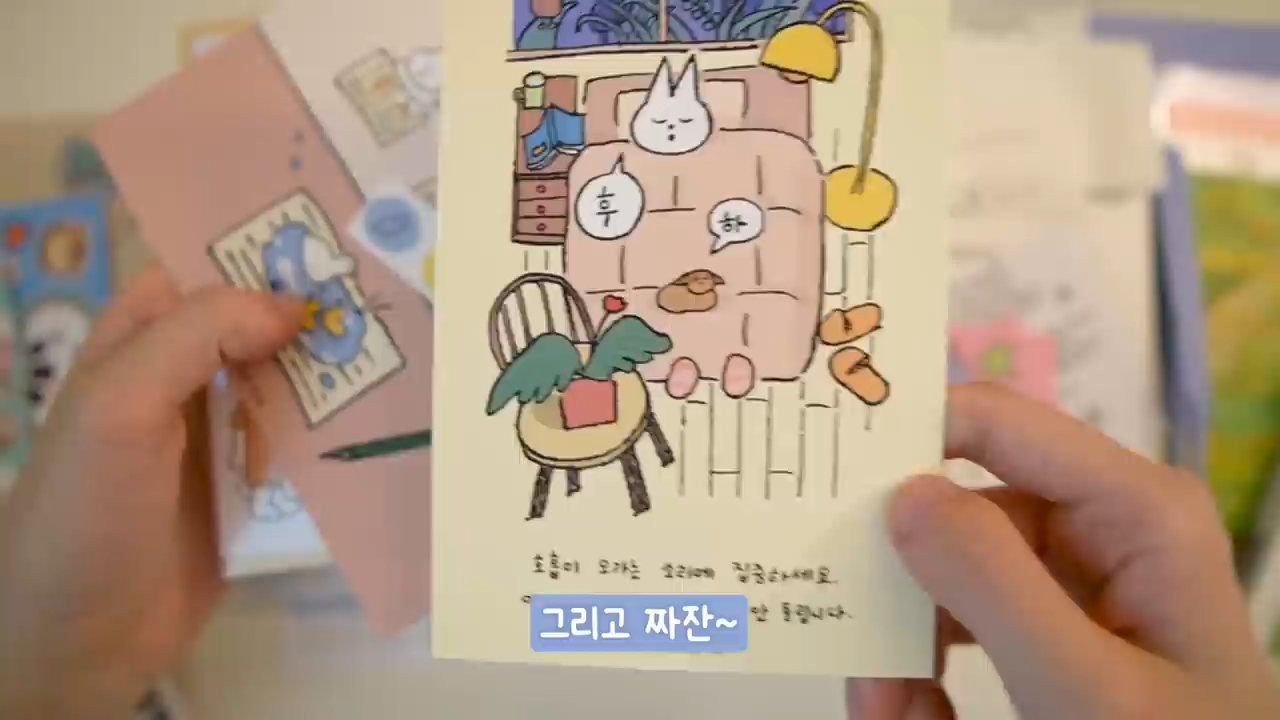 후
하
호흡이 오가는 소리에 집중하세요.
안 들립니다.
그리고 짜잔~